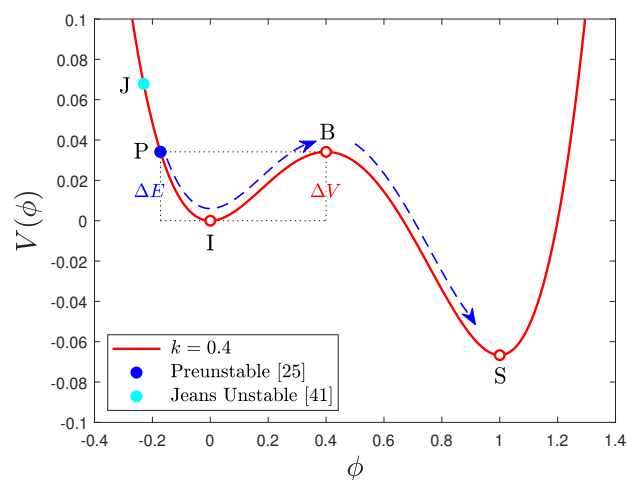 0.1
0.08
0.06
0.04
0.02
0
-0.02
-0.04
-0.06
-0.08
-0.1
V(ϕ)
J
P
B
ΔE
ΔV
I
S
k = 0.4
Preunstable [25]
Jeans Unstable [41]
-0.4 -0.2 0 0.2 0.4 0.6 0.8 1 1.2 1.4
ϕ